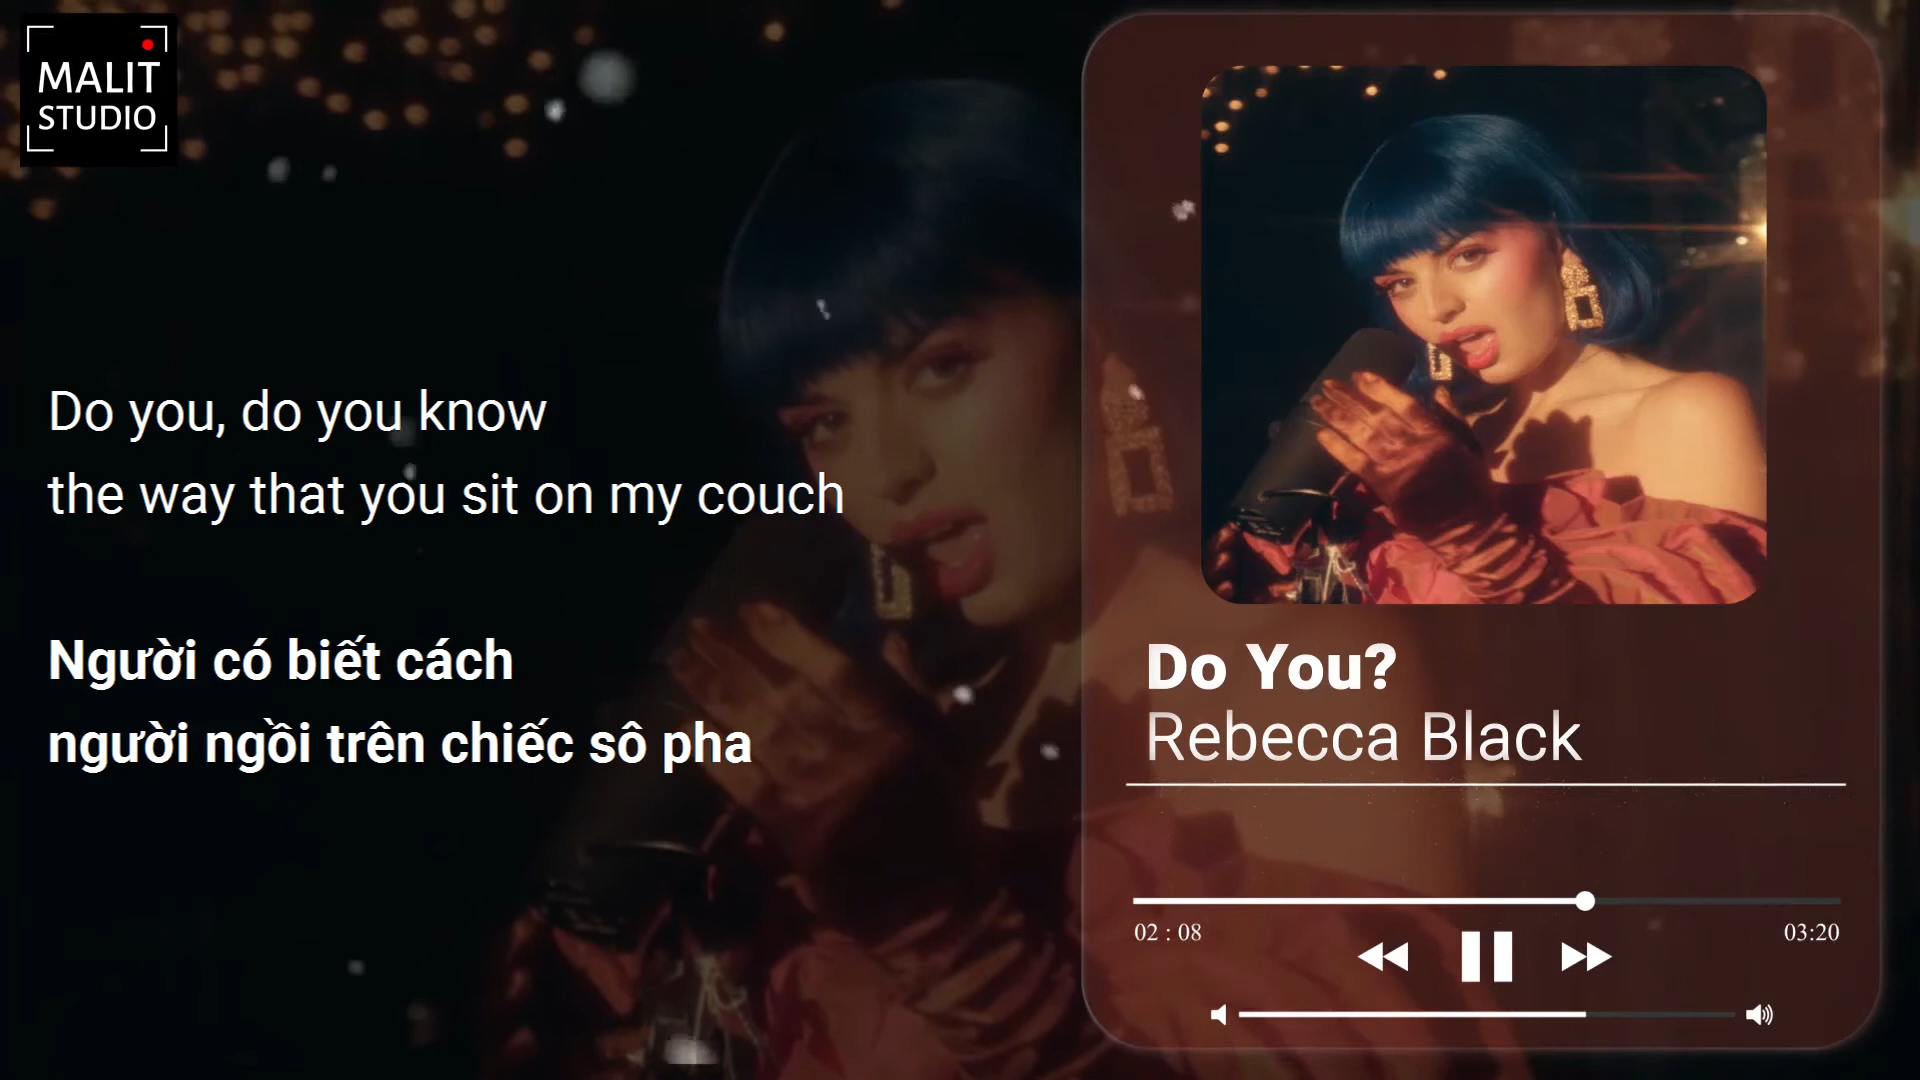 MALIT
STUDIO
Do you, do you know
the way that you sit on my couch
Người có biết cách
người ngồi trên chiếc sô pha
Do You?
Rebecca Black
02 : 08
03:20